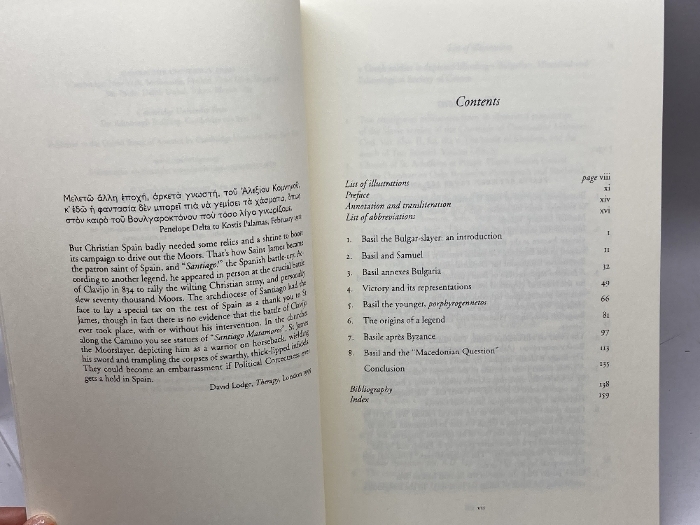 Μελετῶ ἄλλη ἐποχή, ἀρκετὰ γνωστή, τοῦ Ἀλεξίου Κομνηνοῦ,
κ' ἐδῶ ἡ φαντασία δὲν μπορεῖ πιὰ νὰ γεμίσει τὰ χάσματα, ὅπως
στὸν καιρὸ τοῦ Βουλγαροκτόνου ποὺ τόσο λίγο γνωρίζουμε.
Penelope Delta to Kostis Palamas, February
But Christian Spain badly needed some relics and a shrine to boost
its campaign to drive out the Moors. That's how Saint James became
the patron saint of Spain, and "Santiago!" the Spanish battle-cry. Ac-
cording to another legend, he appeared in person at the crucial battle
of Clavijo in 834 to rally the wilting Christian army, and personally
slew seventy thousand Moors. The archdiocese of Santiago had the
face to lay a special tax on the rest of Spain as a thank you to St
James, though in fact there is no evidence that the battle of Clavijo
ever took place, with or without his intervention. In the churches
along the Camino you see statues of "Santiago Matamoros", St James
the Moorslayer, depicting him as a warrior on horseback, wielding
his sword and trampling the corpses of swarthy, thick-lipped infidels.
They could become an embarrassment if Political Correctness ever
gets a hold in Spain.
David Lodge, Therapy, London
Contents
List of illustrations page viii
Preface xi
Annotation and transliteration xiv
List of abbreviations xvi
1. Basil the Bulgar-slayer: an introduction 1
2. Basil and Samuel 11
3. Basil annexes Bulgaria 32
4. Victory and its representations 49
5. Basil the younger, porphyrogennetos 66
6. The origins of a legend 81
7. Basile après Byzance 97
8. Basil and the "Macedonian Question" 113
Conclusion 135
Bibliography 138
Index 159
vii